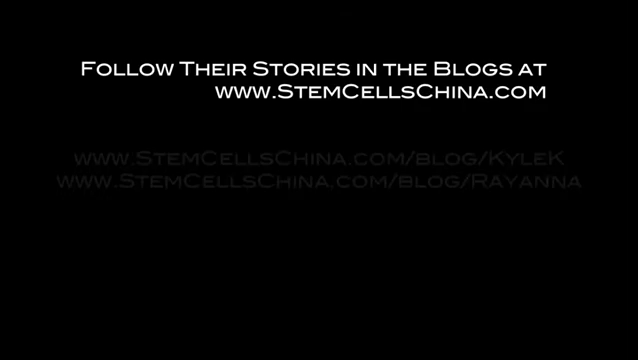 Follow Their Stories in the Blogs at
www.StemCellsChina.com
www.StemCellsChina.com/blog/KyleK
www.StemCellsChina.com/blog/Rayanna